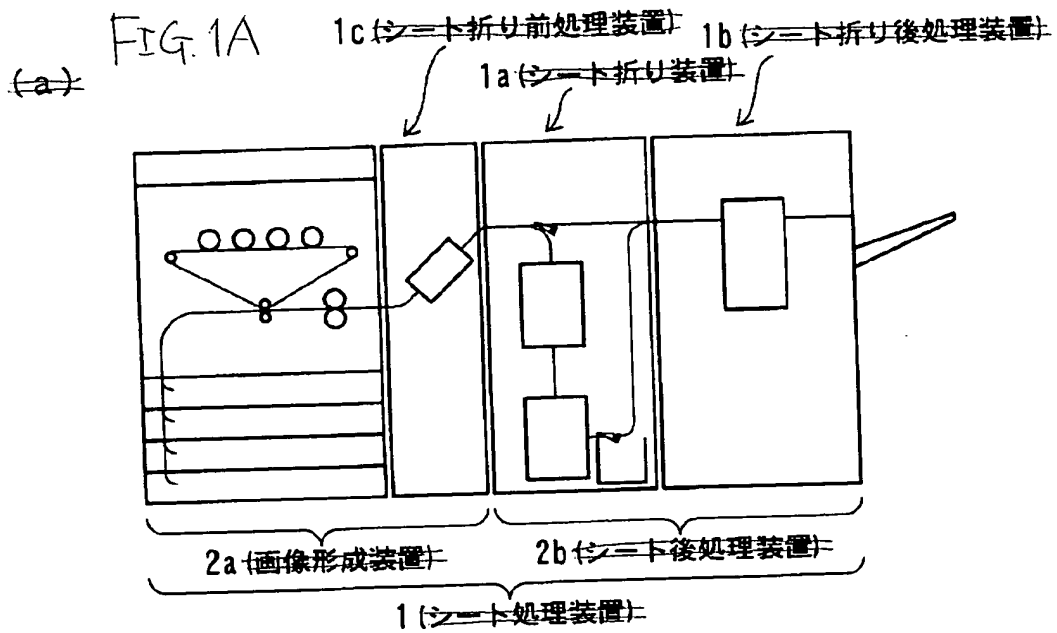 FIG. 1A
(a)
1c (シート折り前処理装置)
1b (シート折り後処理装置)
1a (シート折り装置)
2a (画像形成装置)
2b (シート後処理装置)
1 (シート処理装置)